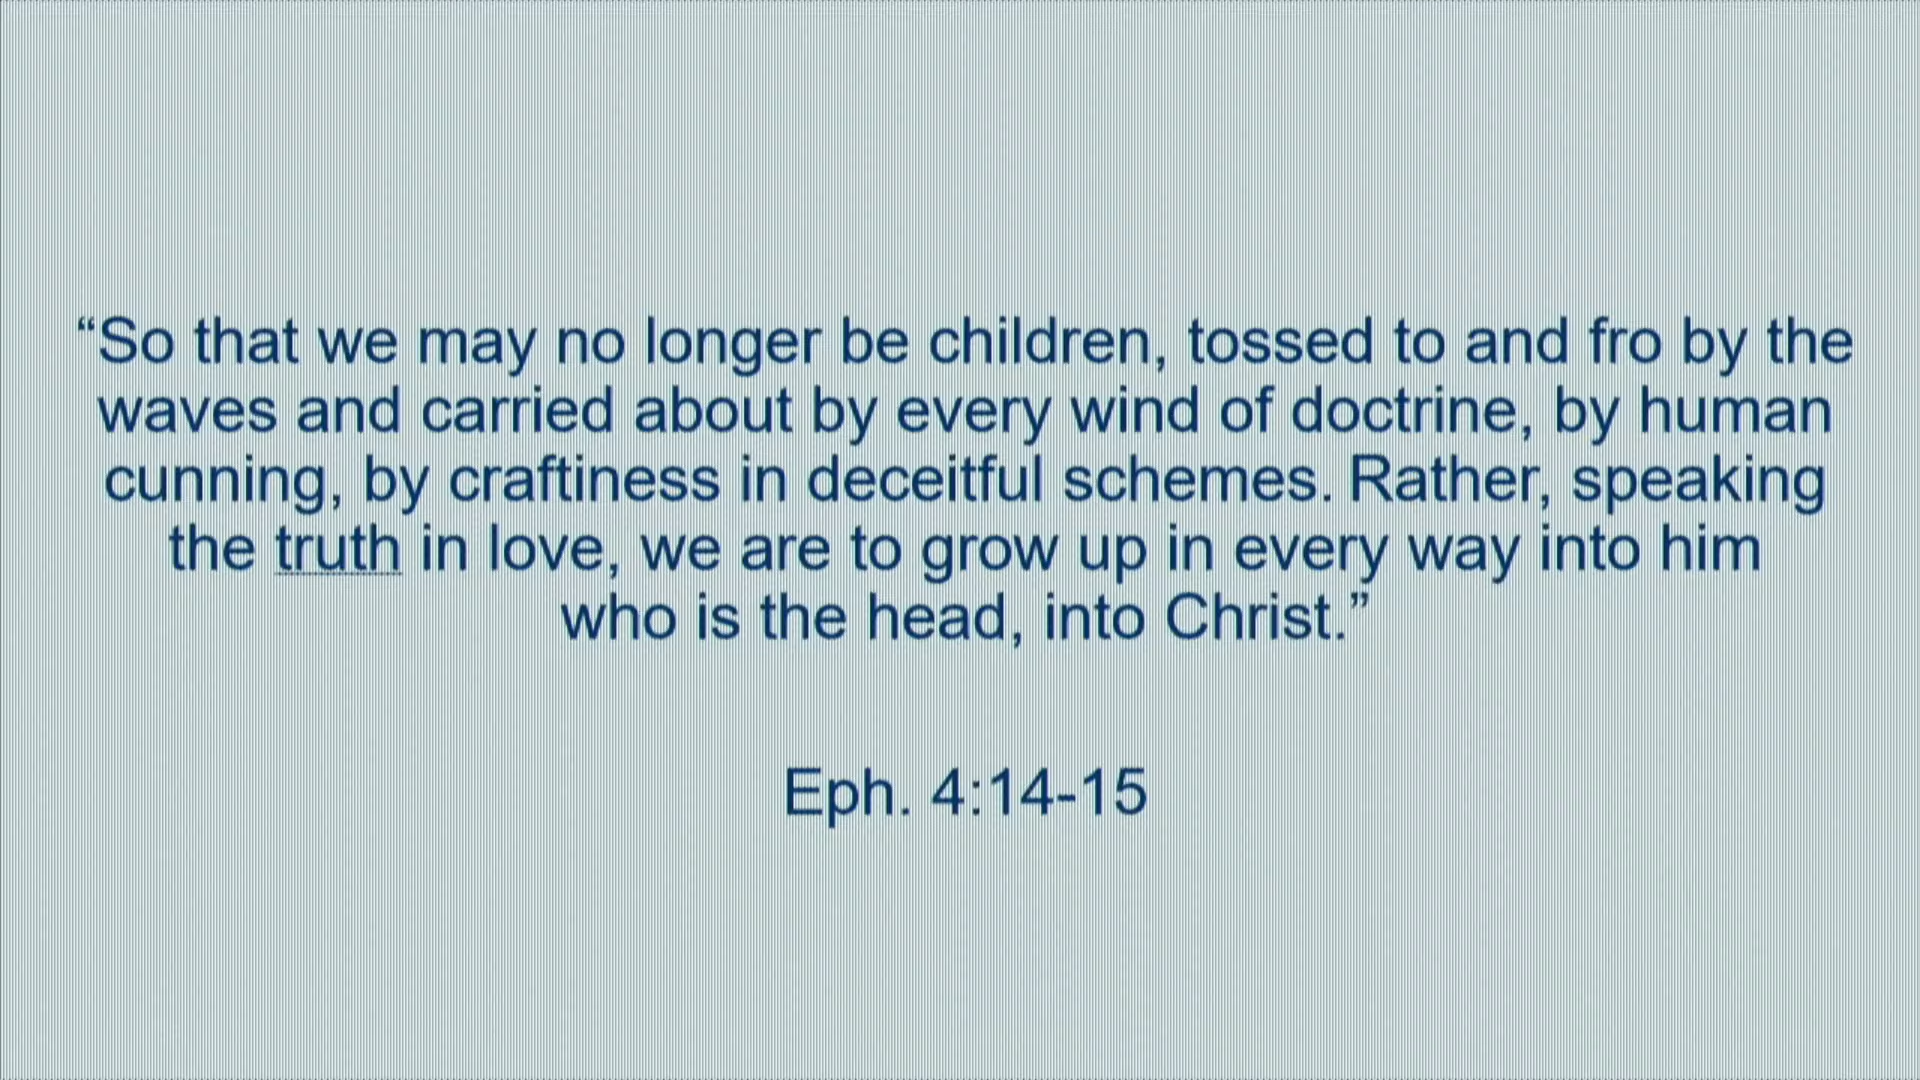 “So that we may no longer be children, tossed to and fro by the
waves and carried about by every wind of doctrine, by human
cunning, by craftiness in deceitful schemes. Rather, speaking
the truth in love, we are to grow up in every way into him
who is the head, into Christ.”
Eph. 4:14-15